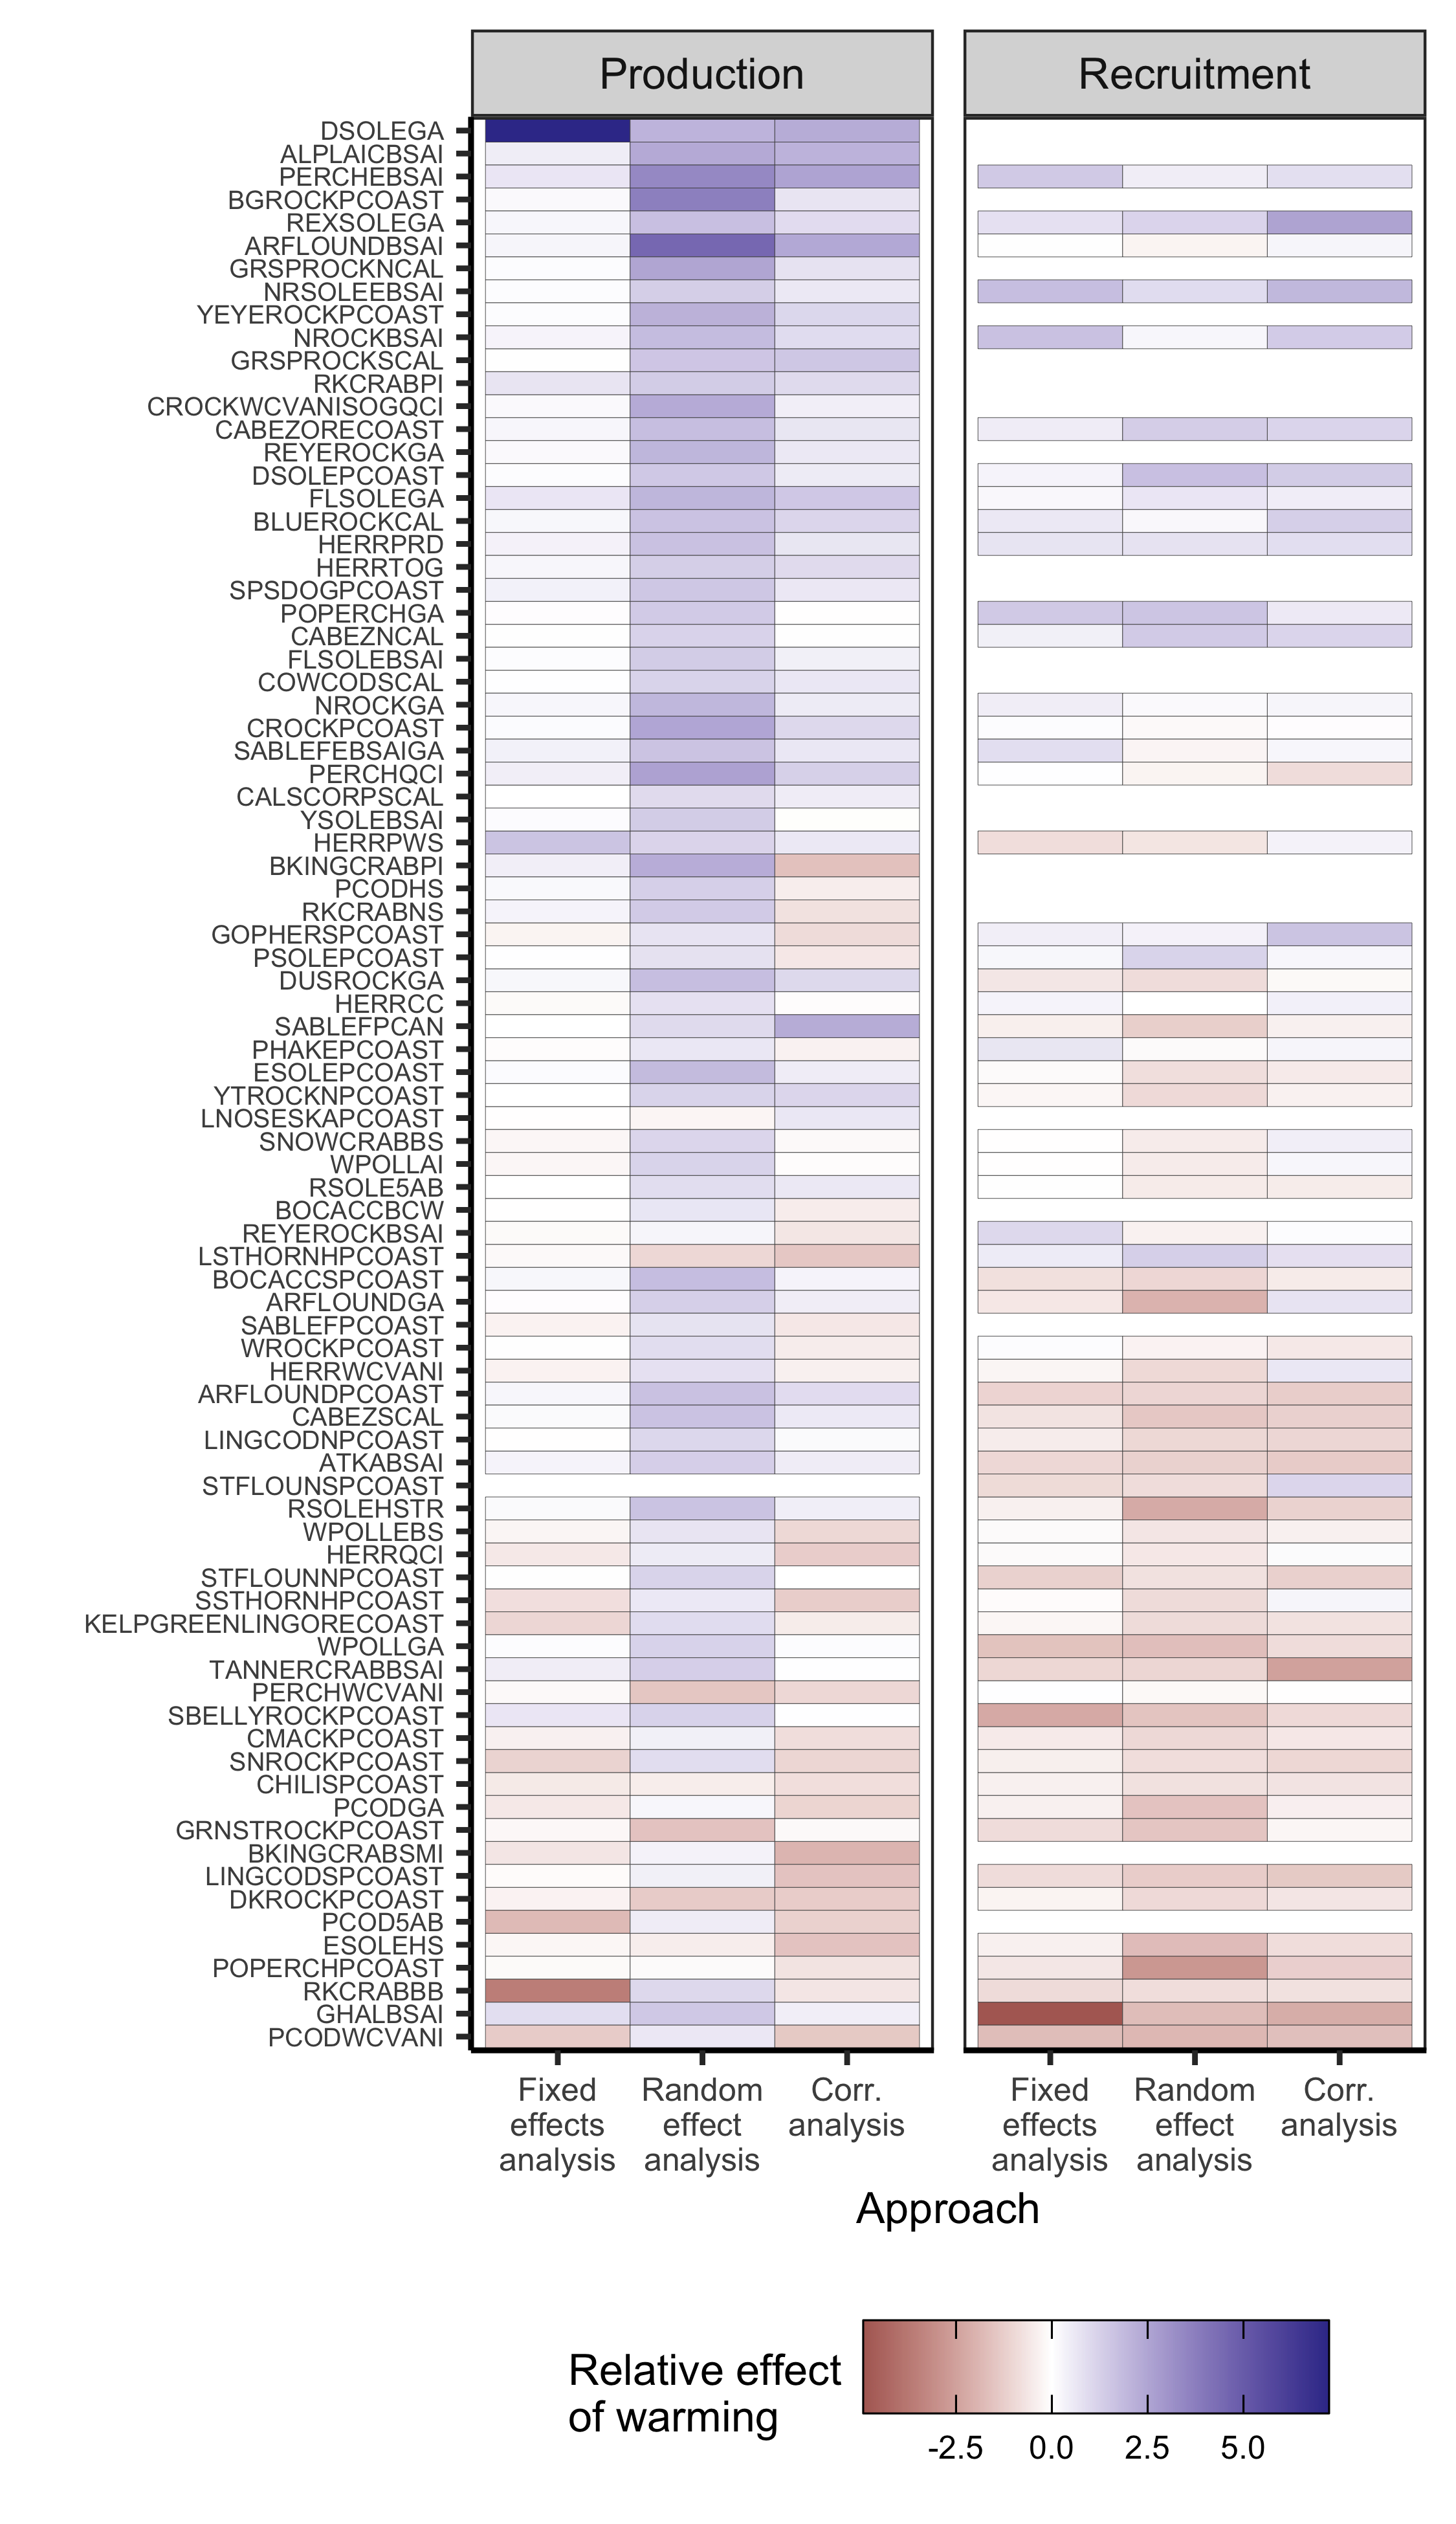 Production
Recruitment
DSOLEGA
ALPLAICBSAI
PERCHEBSAI
BGROCKPCOAST
REXSOLEGA
ARFLOUNDBSAI
GRSPROCKNCAL
NRSOLEEBSAI
YEYEROCKPCOAST
NROCKBSAI
GRSPROCKSCAL
RKCRABPI
CROCKWCVANISOGQCI
CABEZORECOAST
REYEROCKGA
DSOLEPCOAST
FLSOLEGA
BLUEROCKCAL
HERRPRD
HERRTOG
SPSDOGPCOAST
POPERCHGA
CABEZNCAL
FLSOLEBSAI
COWCODSCAL
NROCKGA
CROCKPCOAST
SABLEFEBSAIGA
PERCHQCI
CALSCORPSCAL
YSOLEBSAI
HERRPWS
BKINGCRABPI
PCODHS
RKCRABNS
GOPHERSPCOAST
PSOLEPCOAST
DUSROCKGA
HERRCC
SABLEFPCAN
PHAKEPCOAST
ESOLEPCOAST
YTROCKNPCOAST
LNOSESKAPCOAST
SNOWCRABBS
WPOLLAI
RSOLE5AB
BOCACCBCW
REYEROCKBSAI
LSTHORNHPCOAST
BOCACCSPCOAST
ARFLOUNDGA
SABLEFPCOAST
WROCKPCOAST
HERRWCVANI
ARFLOUNDPCOAST
CABEZSCAL
LINGCODNPCOAST
ATKABSAI
STFLOUNSPCOAST
RSOLEHSTR
WPOLLEBS
HERRQCI
STFLOUNNPCOAST
SSTHORNHPCOAST
KELPGREENLINGORECOAST
WPOLLGA
TANNERCRABBSAI
PERCHWCVANI
SBELLYROCKPCOAST
CMACKPCOAST
SNROCKPCOAST
CHILISPCOAST
PCODGA
GRNSTROCKPCOAST
BKINGCRABSMI
LINGCODSPCOAST
DKROCKPCOAST
PCOD5AB
ESOLEHS
POPERCHPCOAST
RKCRABBB
GHALBSAI
PCODWCVANI
Fixed
effects
analysis
Random
effect
analysis
Corr.
analysis
Fixed
effects
analysis
Random
effect
analysis
Corr.
analysis
Approach
Relative effect
of warming
-2.5
0.0
2.5
5.0